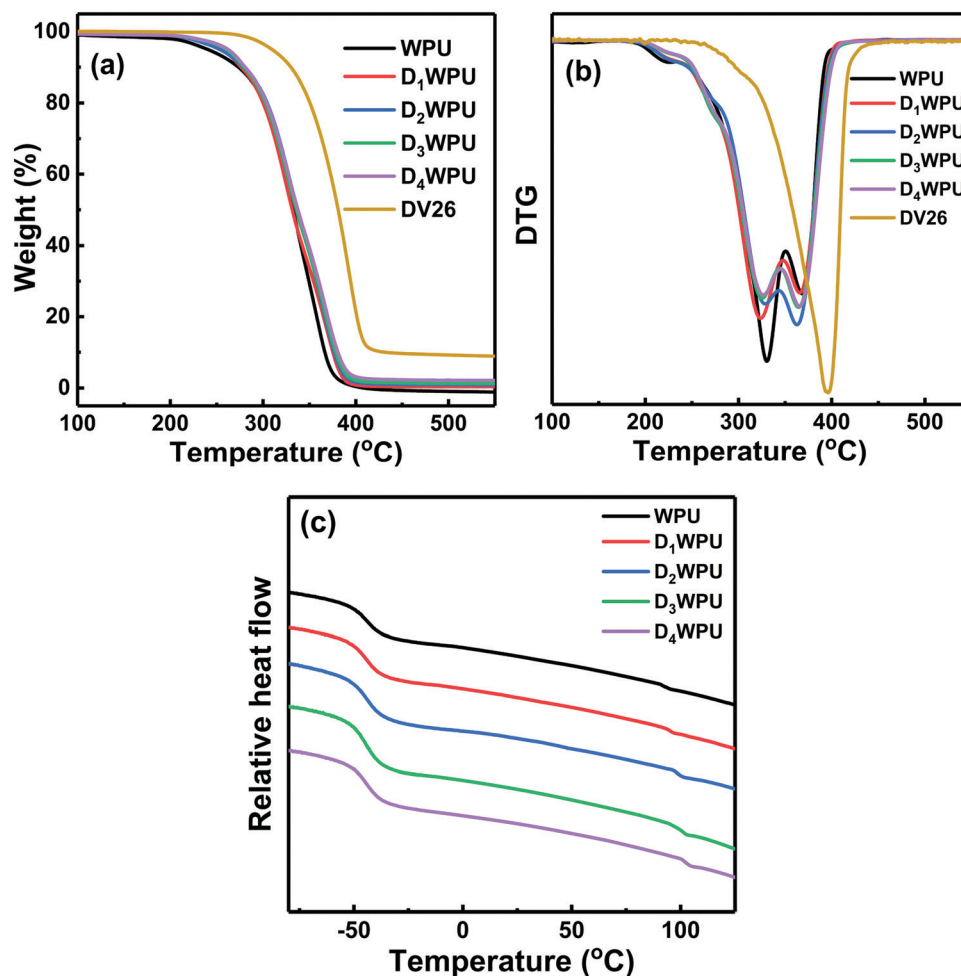 (a)
WPU
D₁WPU
D₂WPU
D₃WPU
D₄WPU
DV26
100
80
60
40
20
0
Weight (%)
100 200 300 400 500
Temperature (°C)
(b)
WPU
D₁WPU
D₂WPU
D₃WPU
D₄WPU
DV26
DTG
100 200 300 400 500
Temperature (°C)
(c)
WPU
D₁WPU
D₂WPU
D₃WPU
D₄WPU
Relative heat flow
-50 0 50 100
Temperature (°C)